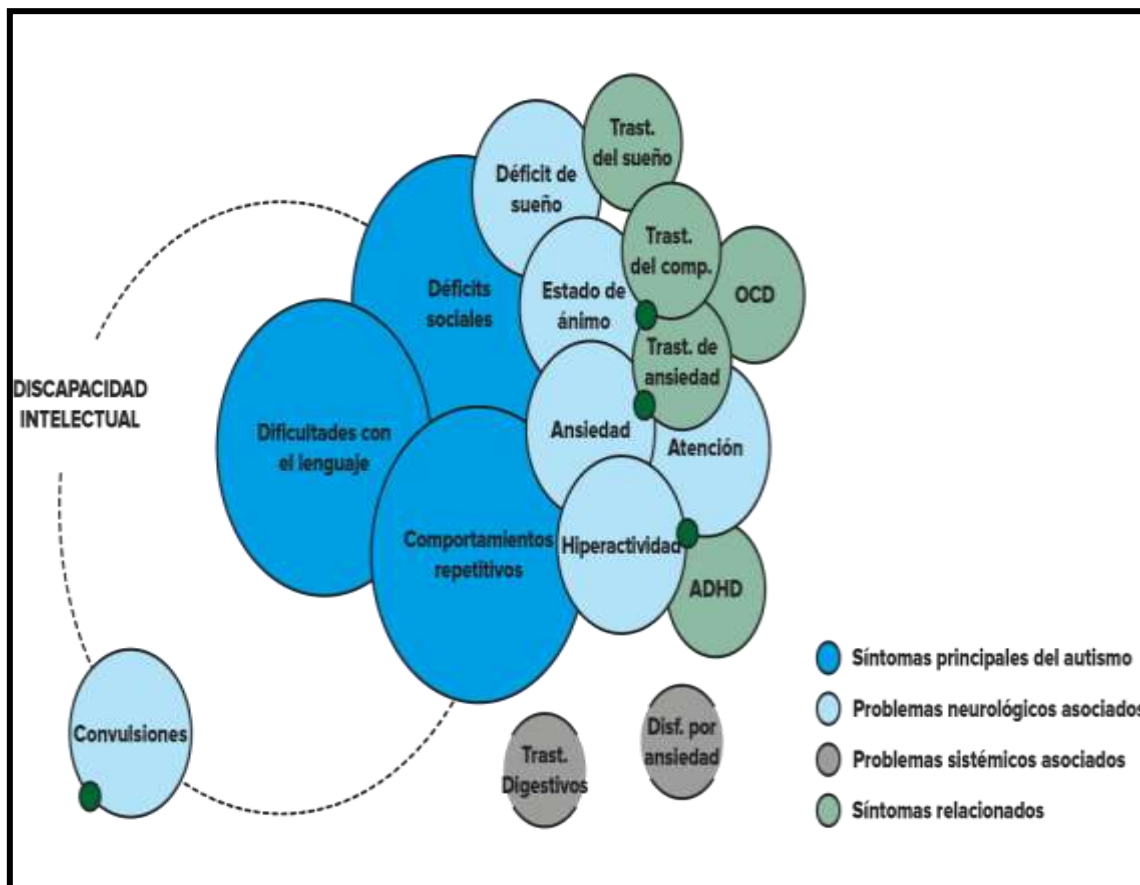 Trast.
del sueño
Déficit de
sueño
Trast.
del comp.
OCD
Déficits
sociales
Estado de
ánimo
Trast. de
ansiedad
DISCAPACIDAD
INTELECTUAL
Dificultades con
el lenguaje
Ansiedad
Atención
Comportamientos
repetitivos
Hiperactividad
ADHD
Convulsiones
Trast.
Digestivos
Disf. por
ansiedad
Síntomas principales del autismo
Problemas neurológicos asociados
Problemas sistémicos asociados
Síntomas relacionados